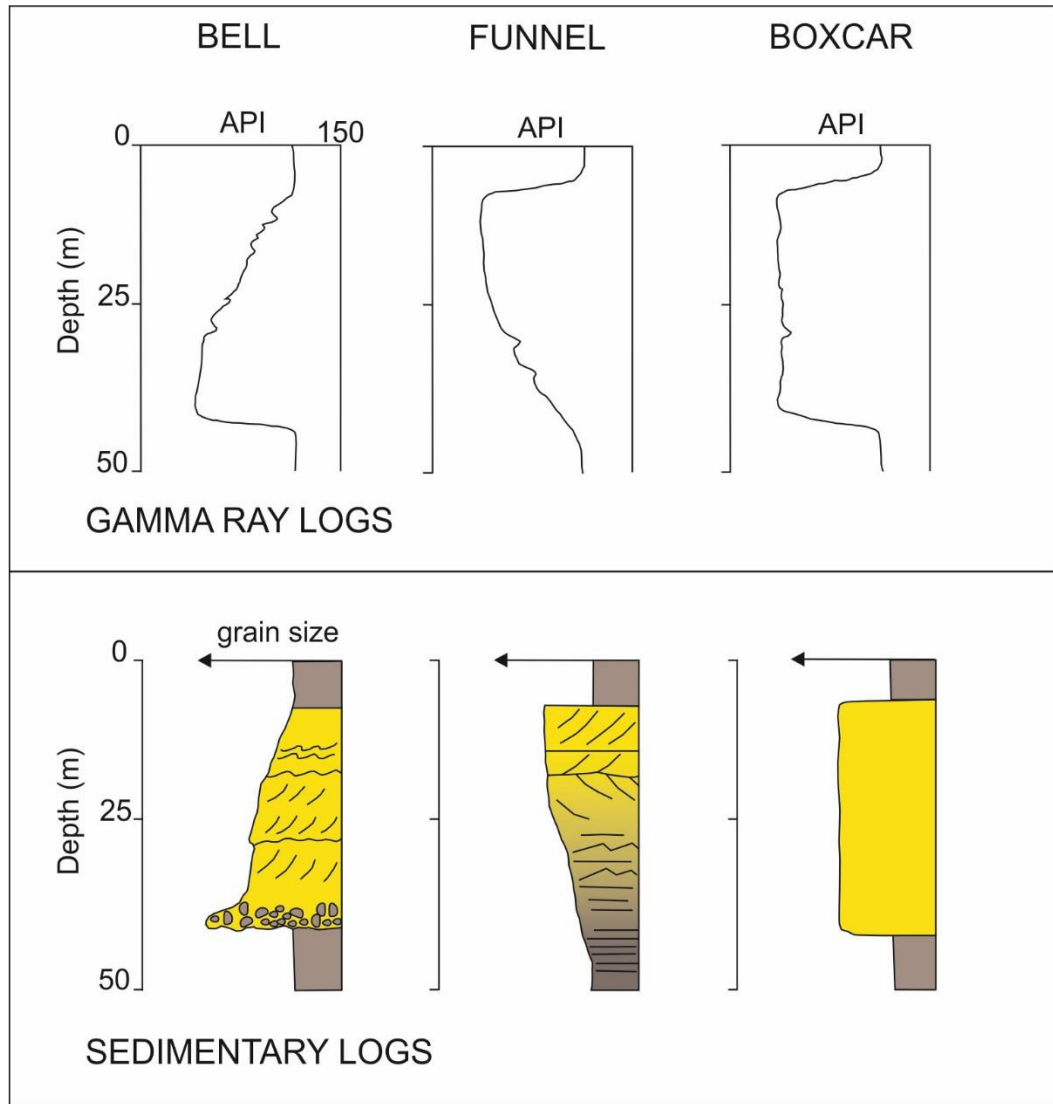 BELL
FUNNEL
BOXCAR
0
API
150
API
API
Depth (m)
25
50
GAMMA RAY LOGS
grain size
0
Depth (m)
25
50
SEDIMENTARY LOGS